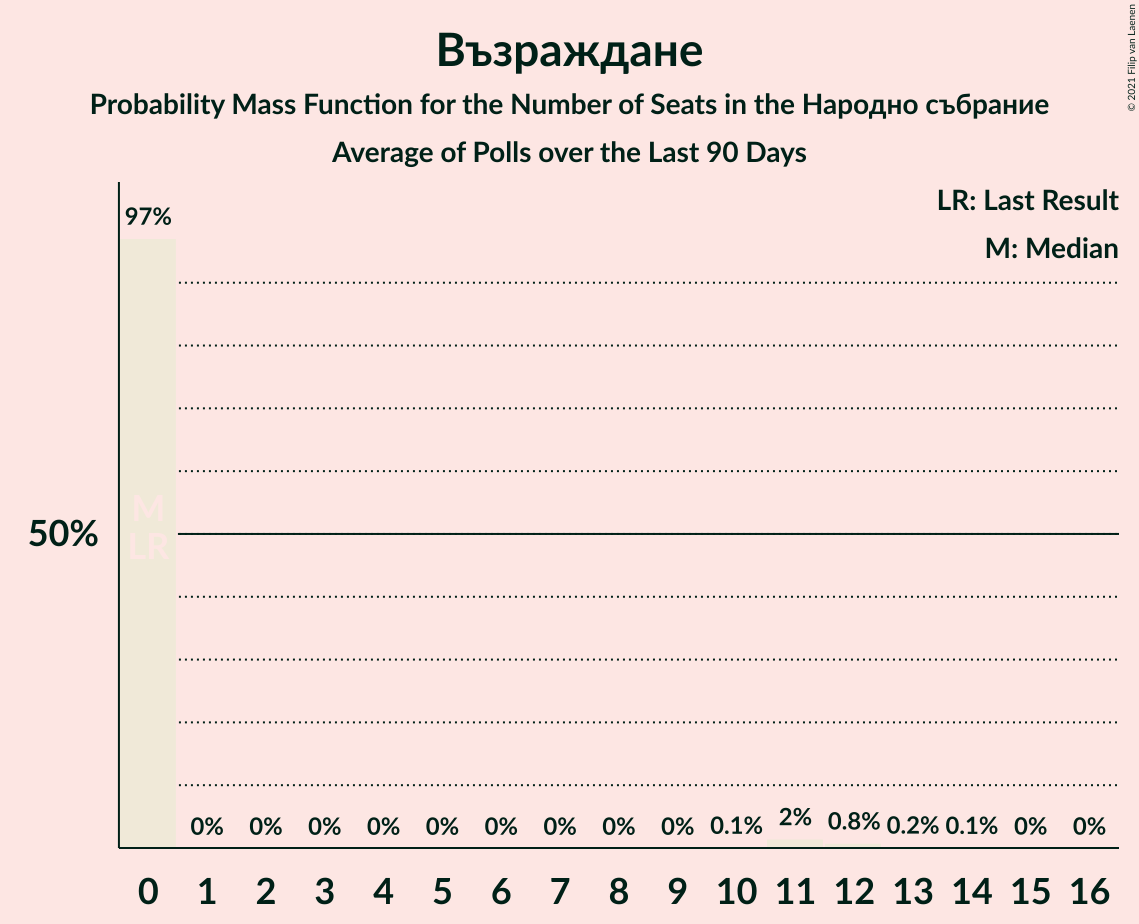 Възраждане
Probability Mass Function for the Number of Seats in the Народно събрание
Average of Polls over the Last 90 Days
© 2021 Filip van Laenen
LR: Last Result
M: Median
97%
M
LR
50%
0% 0% 0% 0% 0% 0% 0% 0% 0% 0.1% 2% 0.8% 0.2% 0.1% 0% 0%
0 1 2 3 4 5 6 7 8 9 10 11 12 13 14 15 16